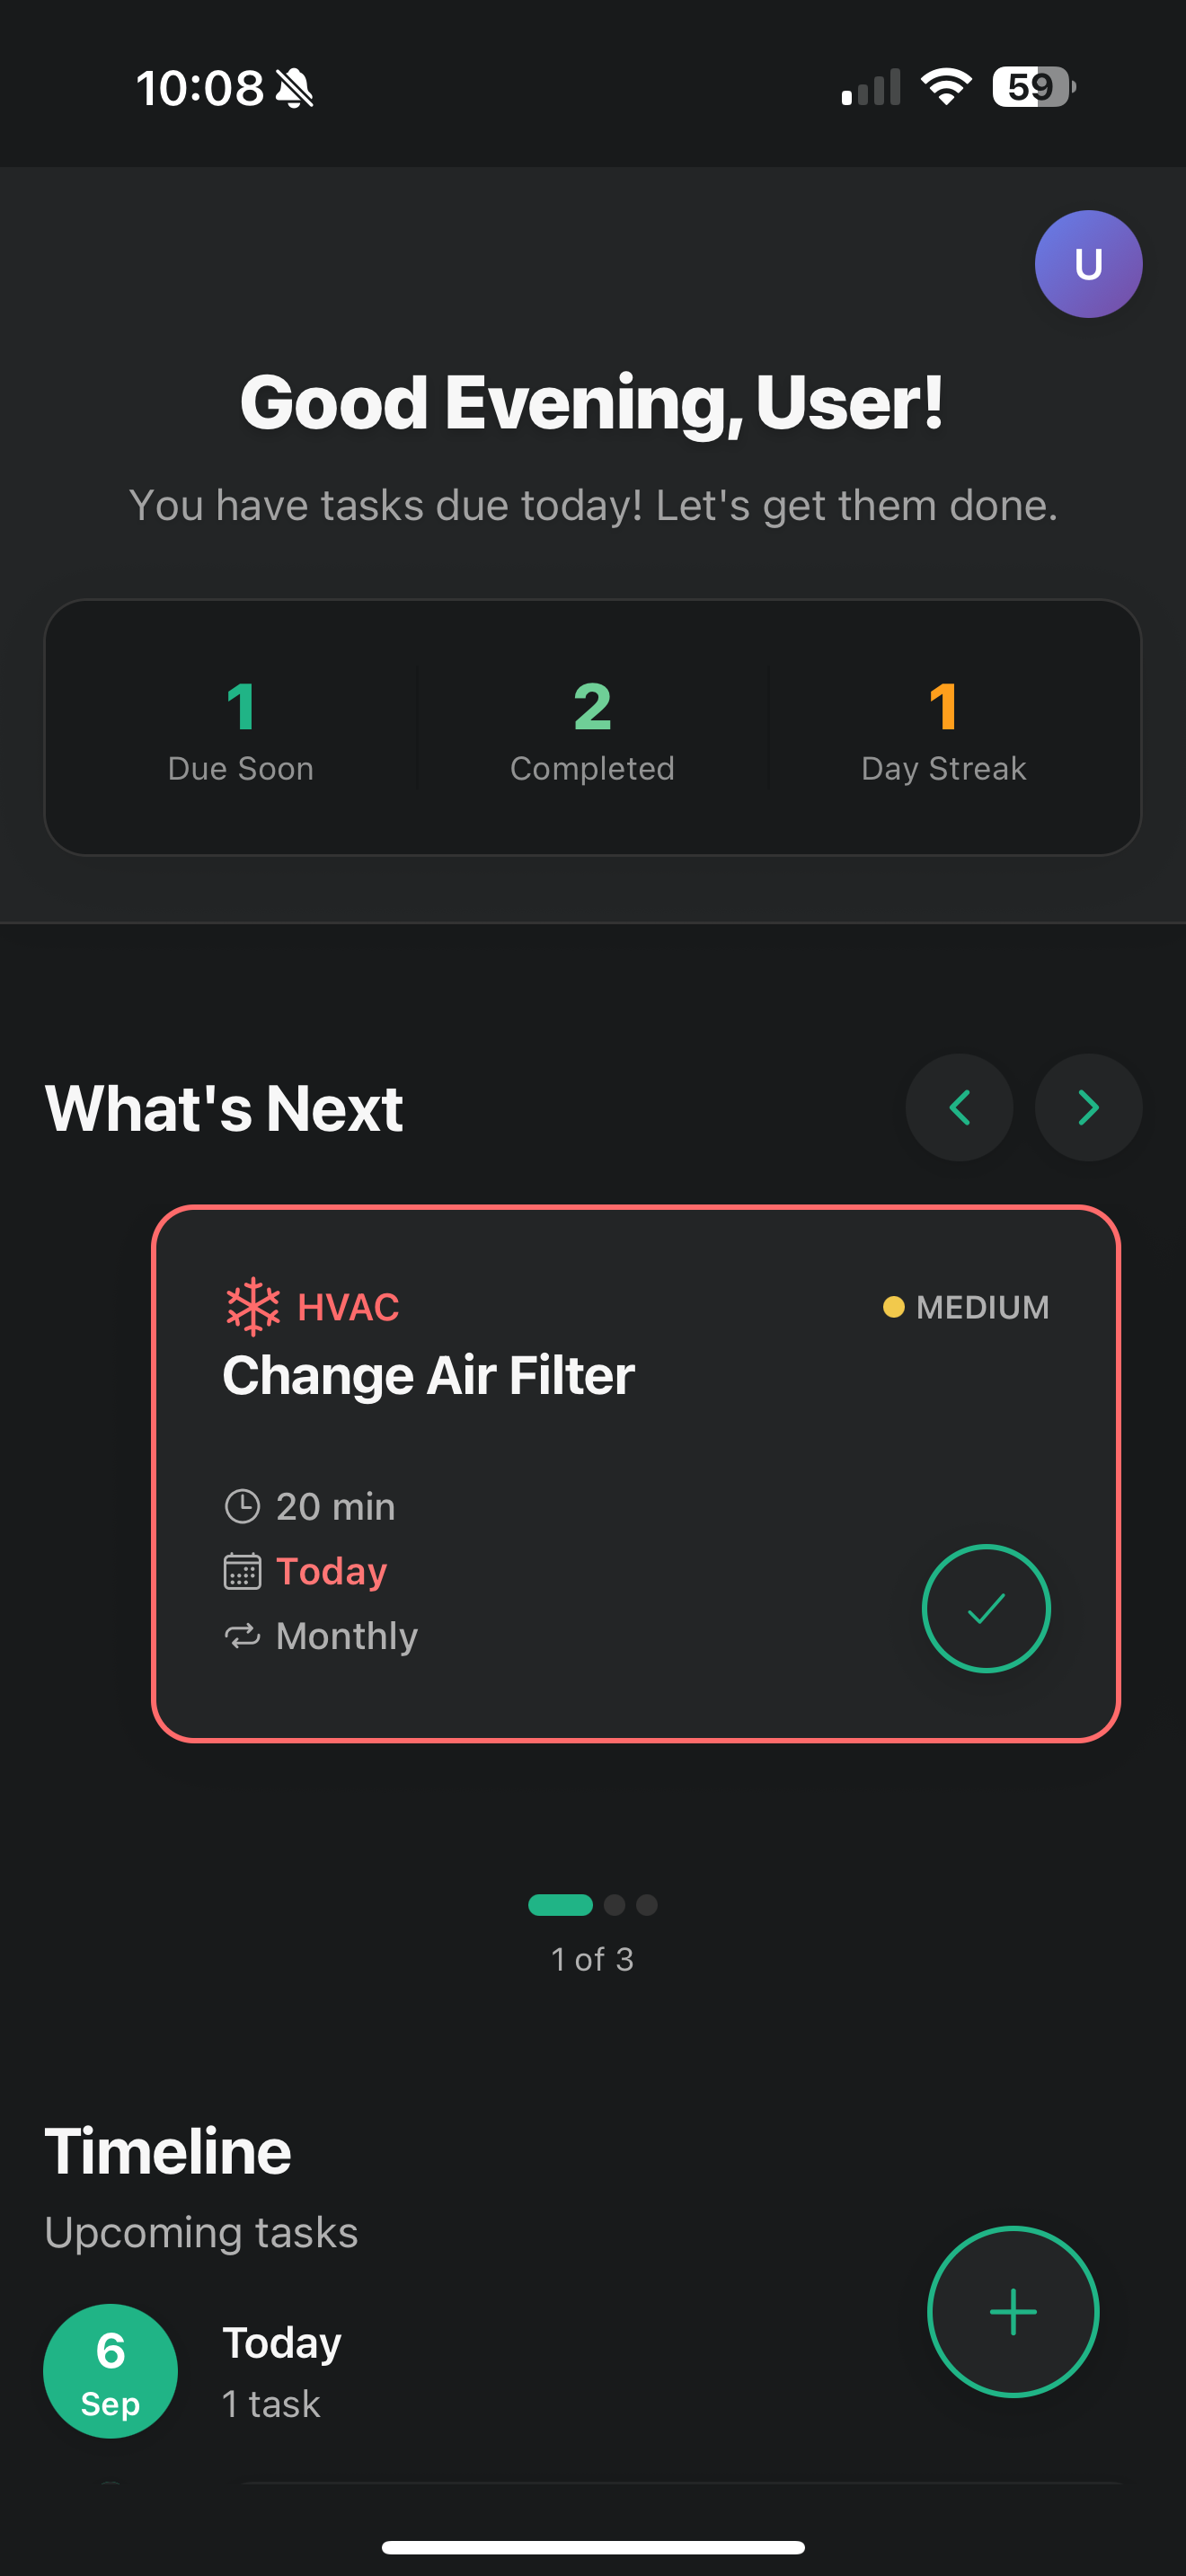 10:08
59
U
Good Evening, User!
You have tasks due today! Let's get them done.
1
Due Soon
2
Completed
1
Day Streak
What's Next
HVAC
MEDIUM
Change Air Filter
20 min
Today
Monthly
1 of 3
Timeline
Upcoming tasks
6
Sep
Today
1 task